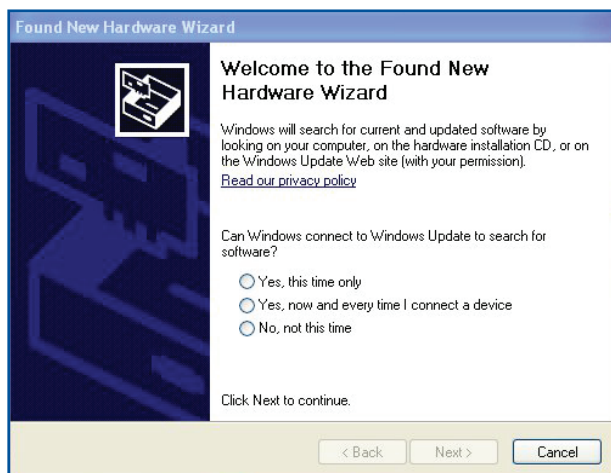 Found New Hardware Wizard
Welcome to the Found New
Hardware Wizard
Windows will search for current and updated software by
looking on your computer, on the hardware installation CD, or on
the Windows Update Web site (with your permission).
Read our privacy policy
Can Windows connect to Windows Update to search for
software?
Yes, this time only
Yes, now and every time I connect a device
No, not this time
Click Next to continue.
< Back Next > Cancel